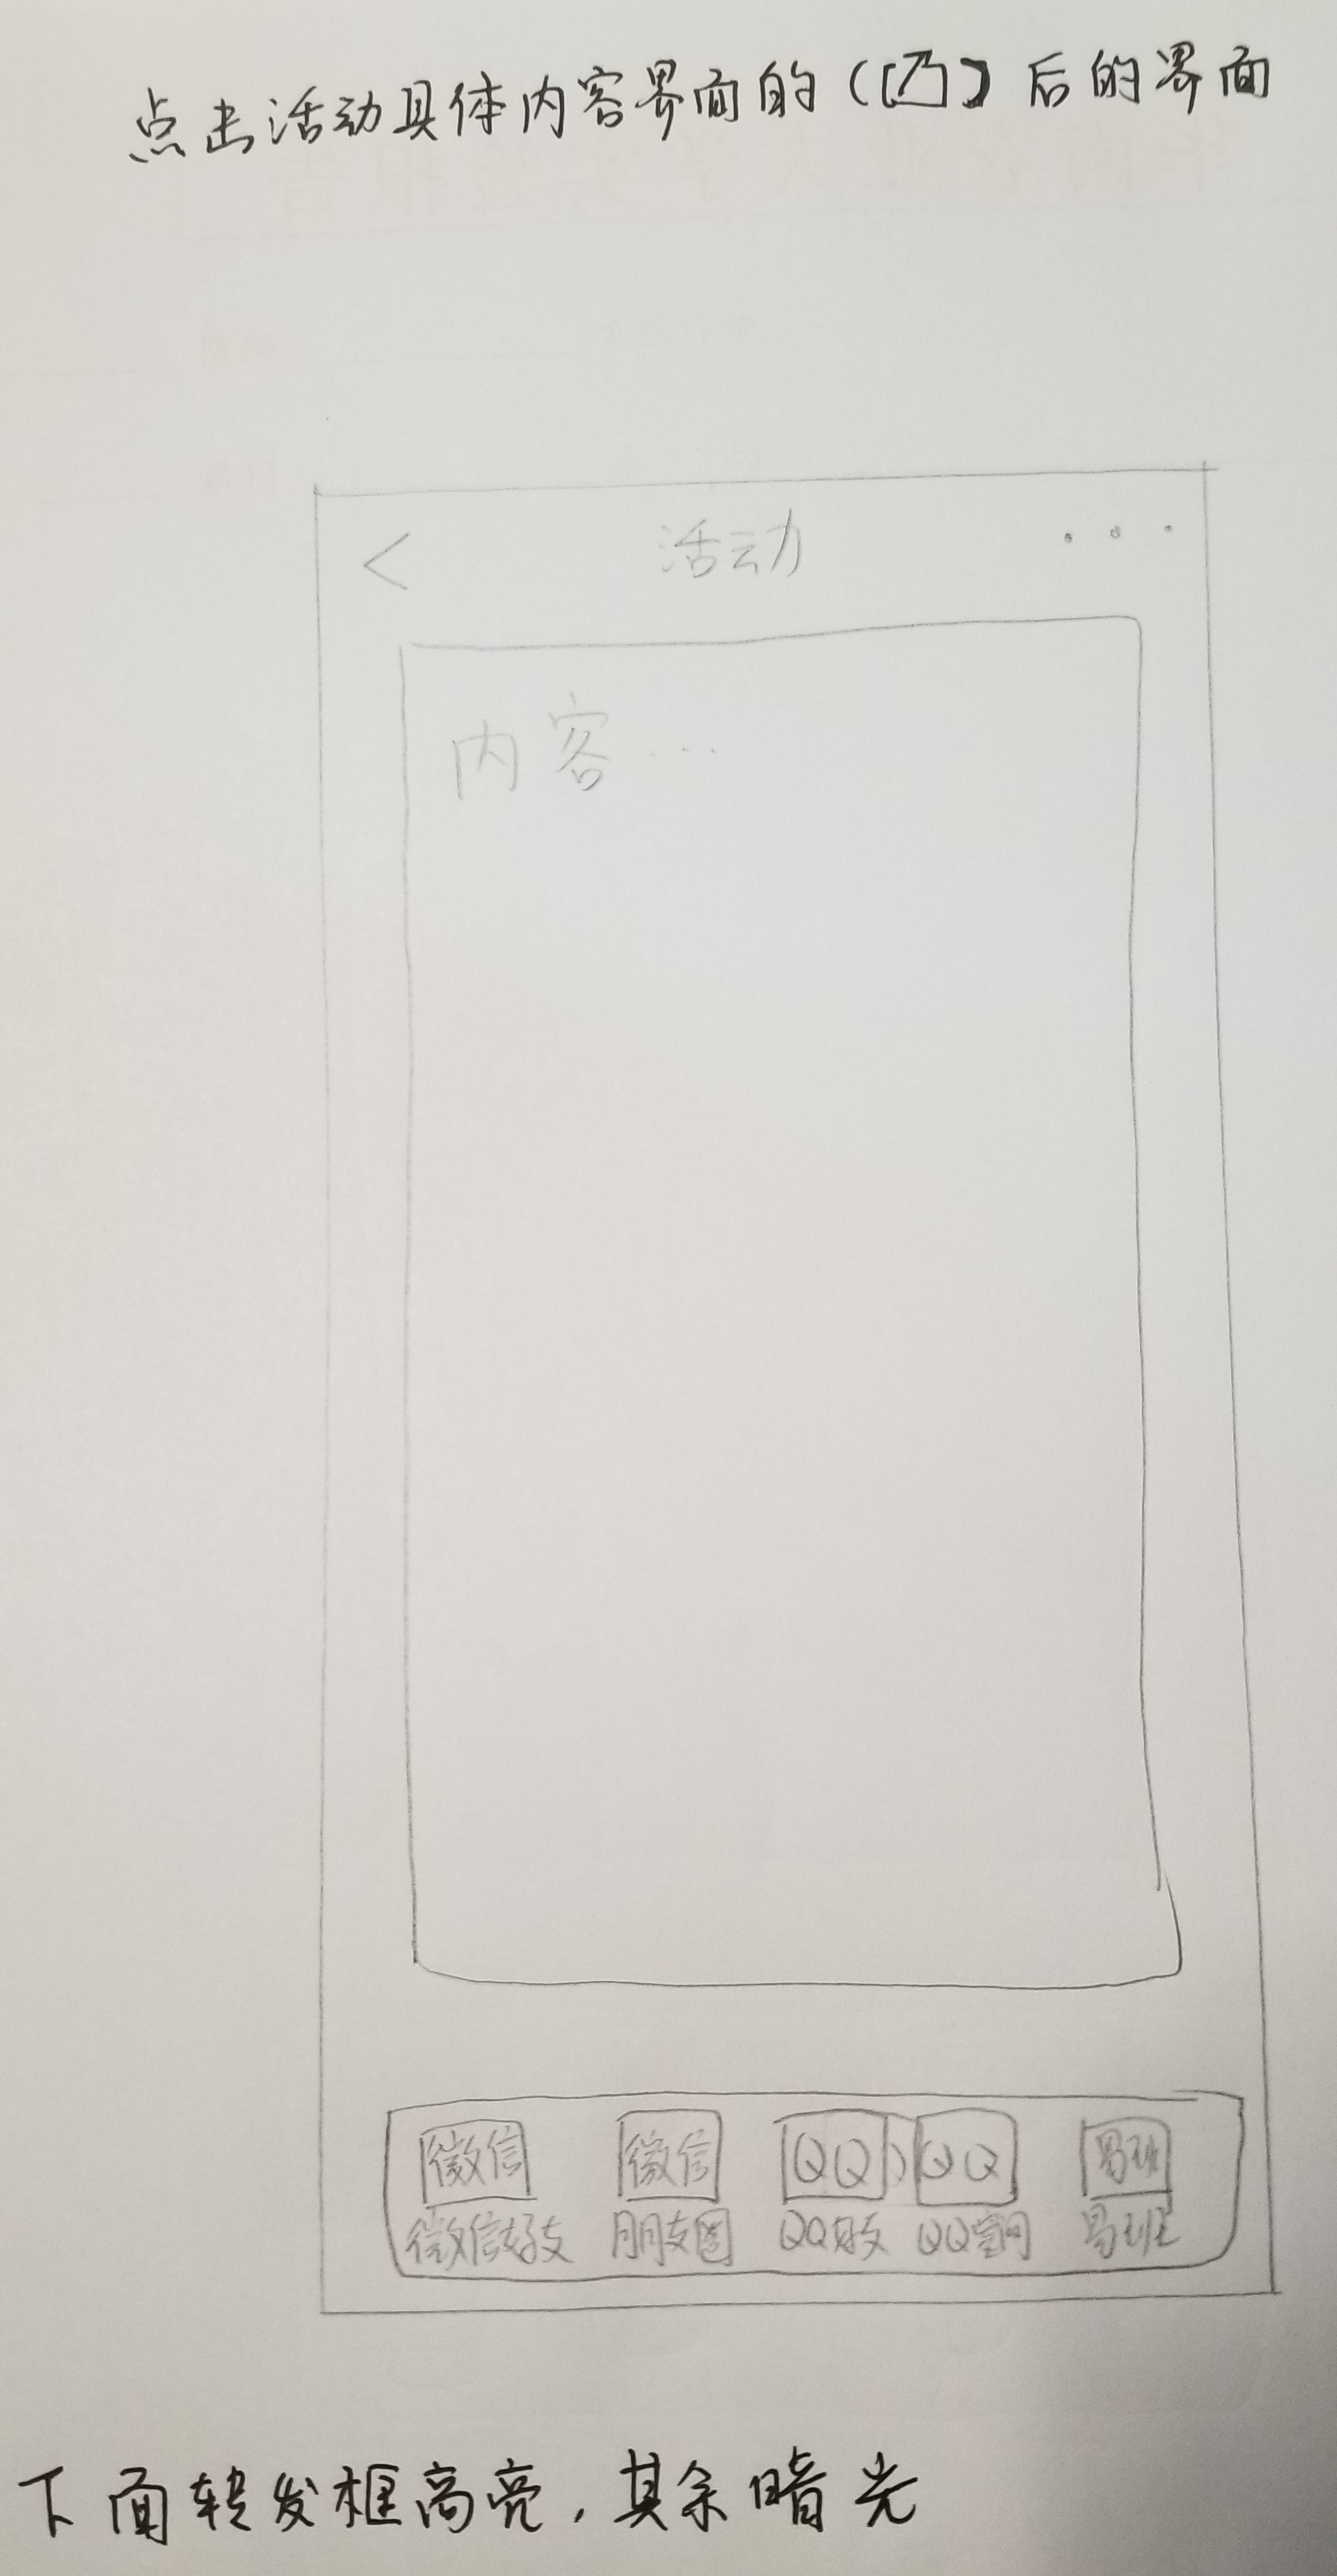 点击活动具体内容界面的 后的界面
<
活动
...
内容...
微信 微信 QQ QQ 易班
微信好友 朋友圈 QQ好友 QQ空间 易班
下面转发框高亮，其余暗光